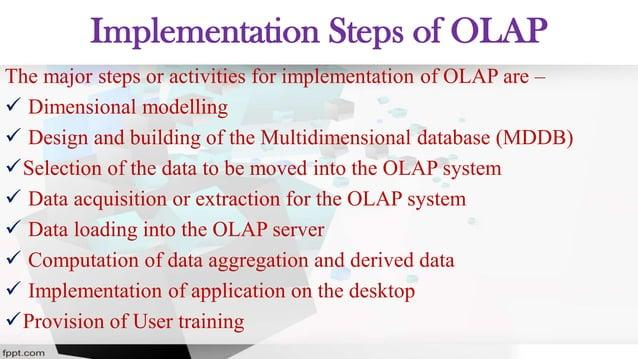 Implementation Steps of OLAP
The major steps or activities for implementation of OLAP are –
✓ Dimensional modelling
✓ Design and building of the Multidimensional database (MDDB)
✓Selection of the data to be moved into the OLAP system
✓ Data acquisition or extraction for the OLAP system
✓ Data loading into the OLAP server
✓ Computation of data aggregation and derived data
✓ Implementation of application on the desktop
✓Provision of User training
fppt.com